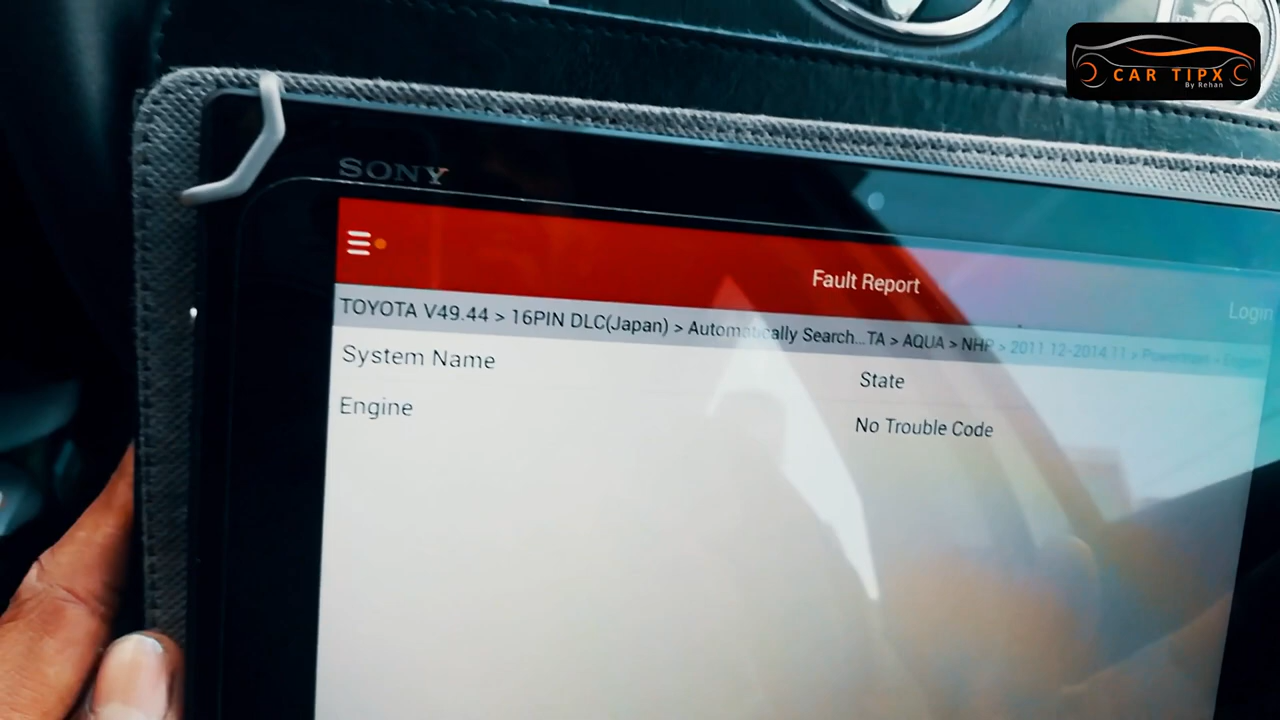 CAR TIPX
By Rehan
SONY
Fault Report
Login
TOYOTA V49.44 > 16PIN DLC(Japan) > Automatically Search...TA > AQUA > NHP > 2011.12-2014.11 > Powertrain >
System Name
State
Engine
No Trouble Code